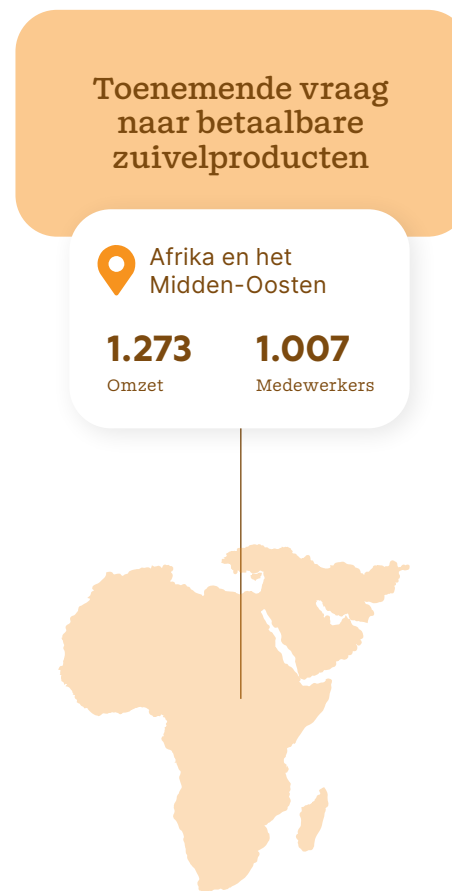 Toenemende vraag
naar betaalbare
zuivelproducten
Afrika en het
Midden-Oosten
1.273 1.007
Omzet Medewerkers